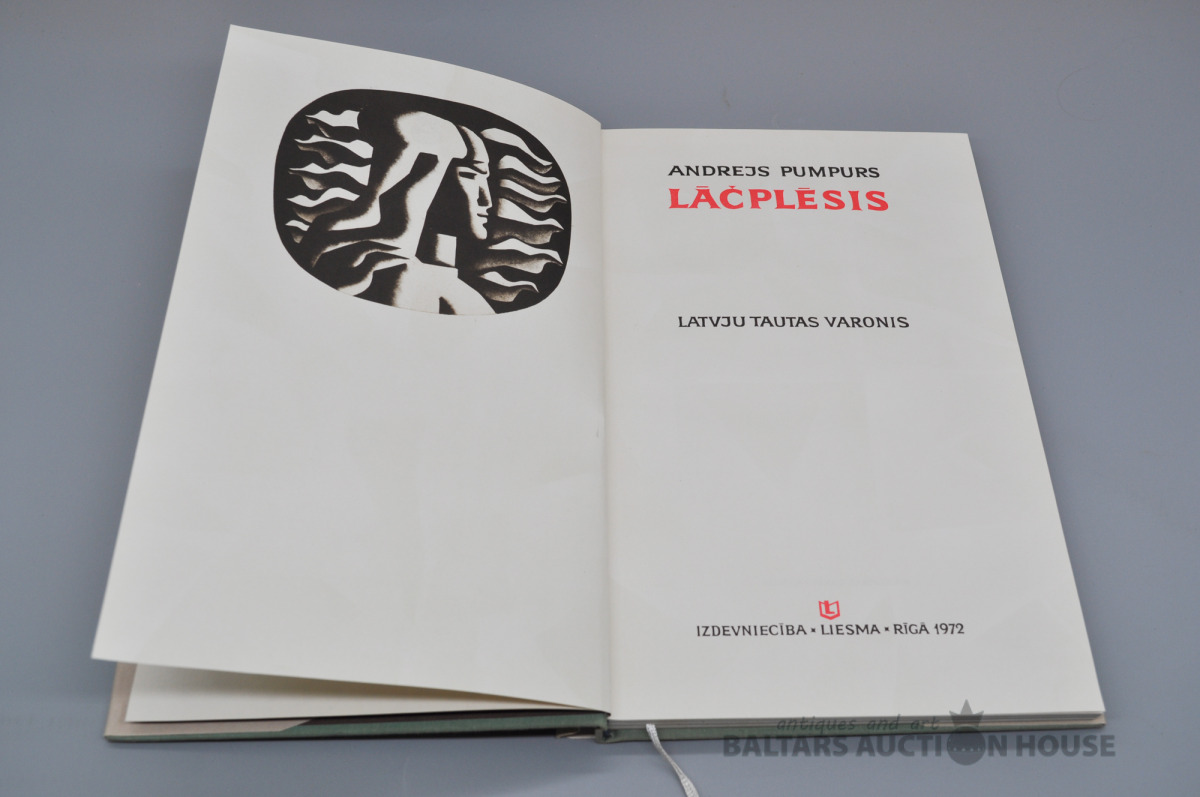 ANDREJS PUMPURS
LĀČPLĒSIS
LATVJU TAUTAS VARONIS
L
IZDEVNIECĪBA ▪ LIESMA ▪ RĪGĀ 1972
antiques and art
BALTARS AUCTION HOUSE